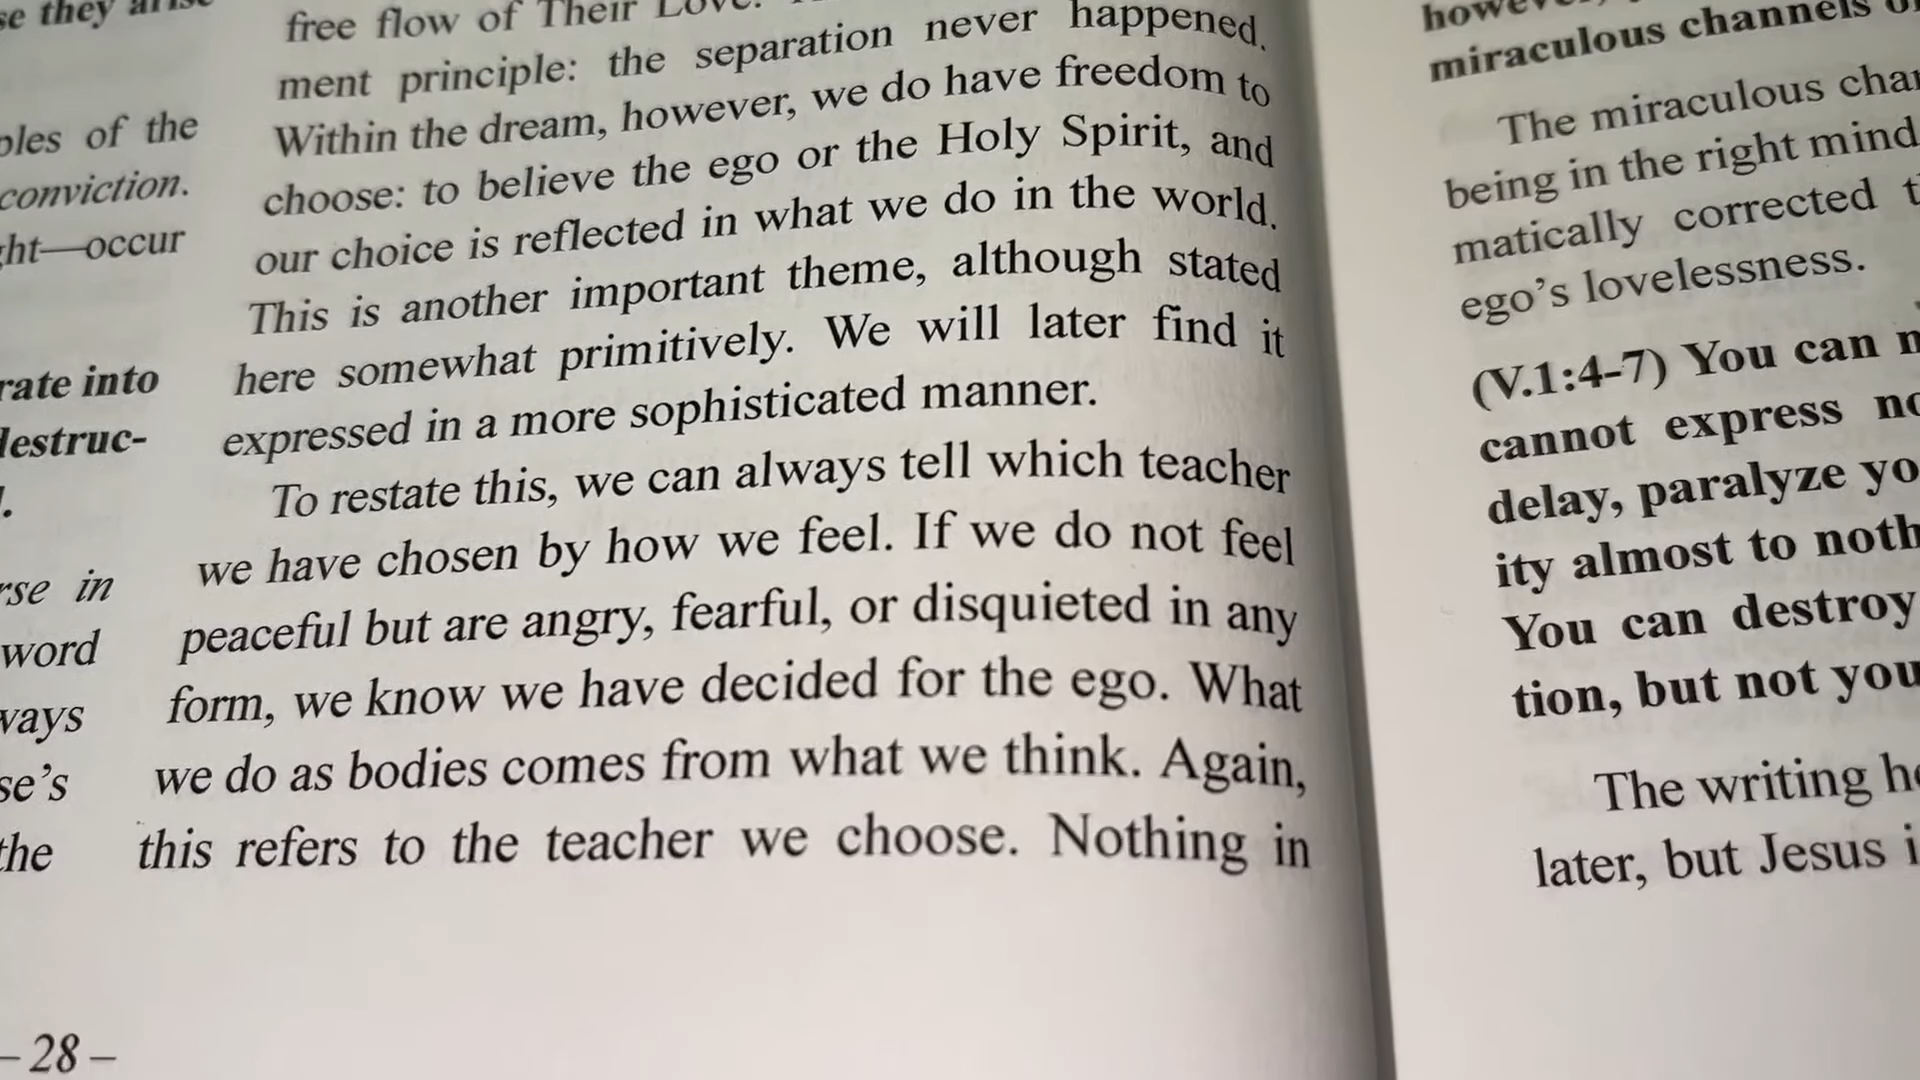 se they arise
ples of the
conviction.
ght—occur
rate into
destruc-
l.
rse in
word
ways
se's
the
– 28 –
free flow of Their Love.
ment principle: the separation never happened.
Within the dream, however, we do have freedom to
choose: to believe the ego or the Holy Spirit, and
our choice is reflected in what we do in the world.
This is another important theme, although stated
here somewhat primitively. We will later find it
expressed in a more sophisticated manner.
To restate this, we can always tell which teacher
we have chosen by how we feel. If we do not feel
peaceful but are angry, fearful, or disquieted in any
form, we know we have decided for the ego. What
we do as bodies comes from what we think. Again,
this refers to the teacher we choose. Nothing in
however,
miraculous channels
The miraculous char
being in the right mind
matically corrected t
ego's lovelessness.
(V.1:4-7) You can n
cannot express no
delay, paralyze yo
ity almost to noth
You can destroy
tion, but not you
The writing he
later, but Jesus i